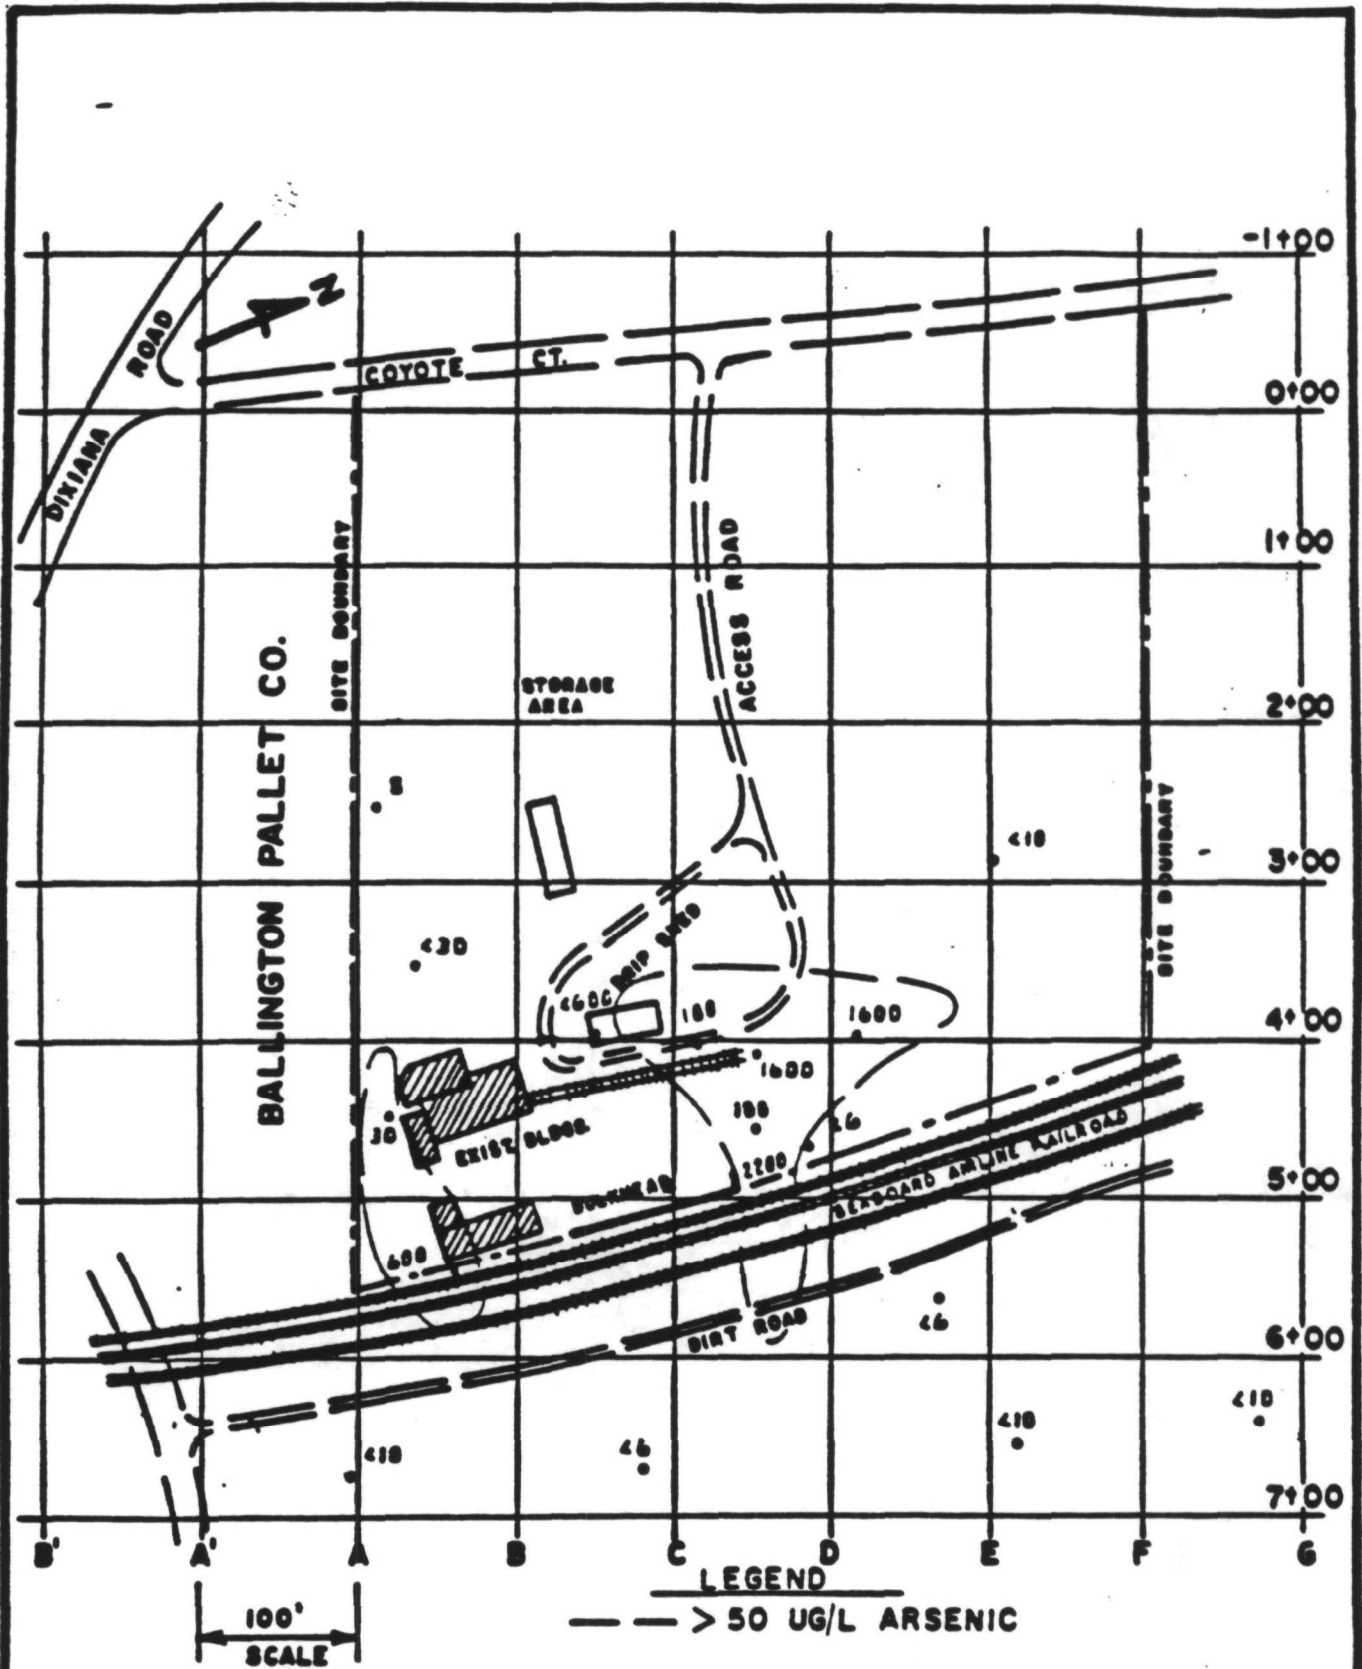 -1+00
N
ROAD
DIXIANA
COYOTE CT.
0+00
SITE BOUNDARY
ACCESS ROAD
1+00
BALLINGTON PALLET CO.
STORAGE
AREA
2+00
SITE BOUNDARY
<10
3+00
<30
DRIP SHED
<600
100
1600
4+00
1600
30
<6
EXIST. BLDGS.
2200
BULKHEAD
SEABOARD AIRLINE RAILROAD
5+00
600
DIRT ROAD
<6
6+00
<10
<10
<10
<6
7+00
B' A' A B C D E F G
LEGEND
> 50 UG/L ARSENIC
100'
SCALE